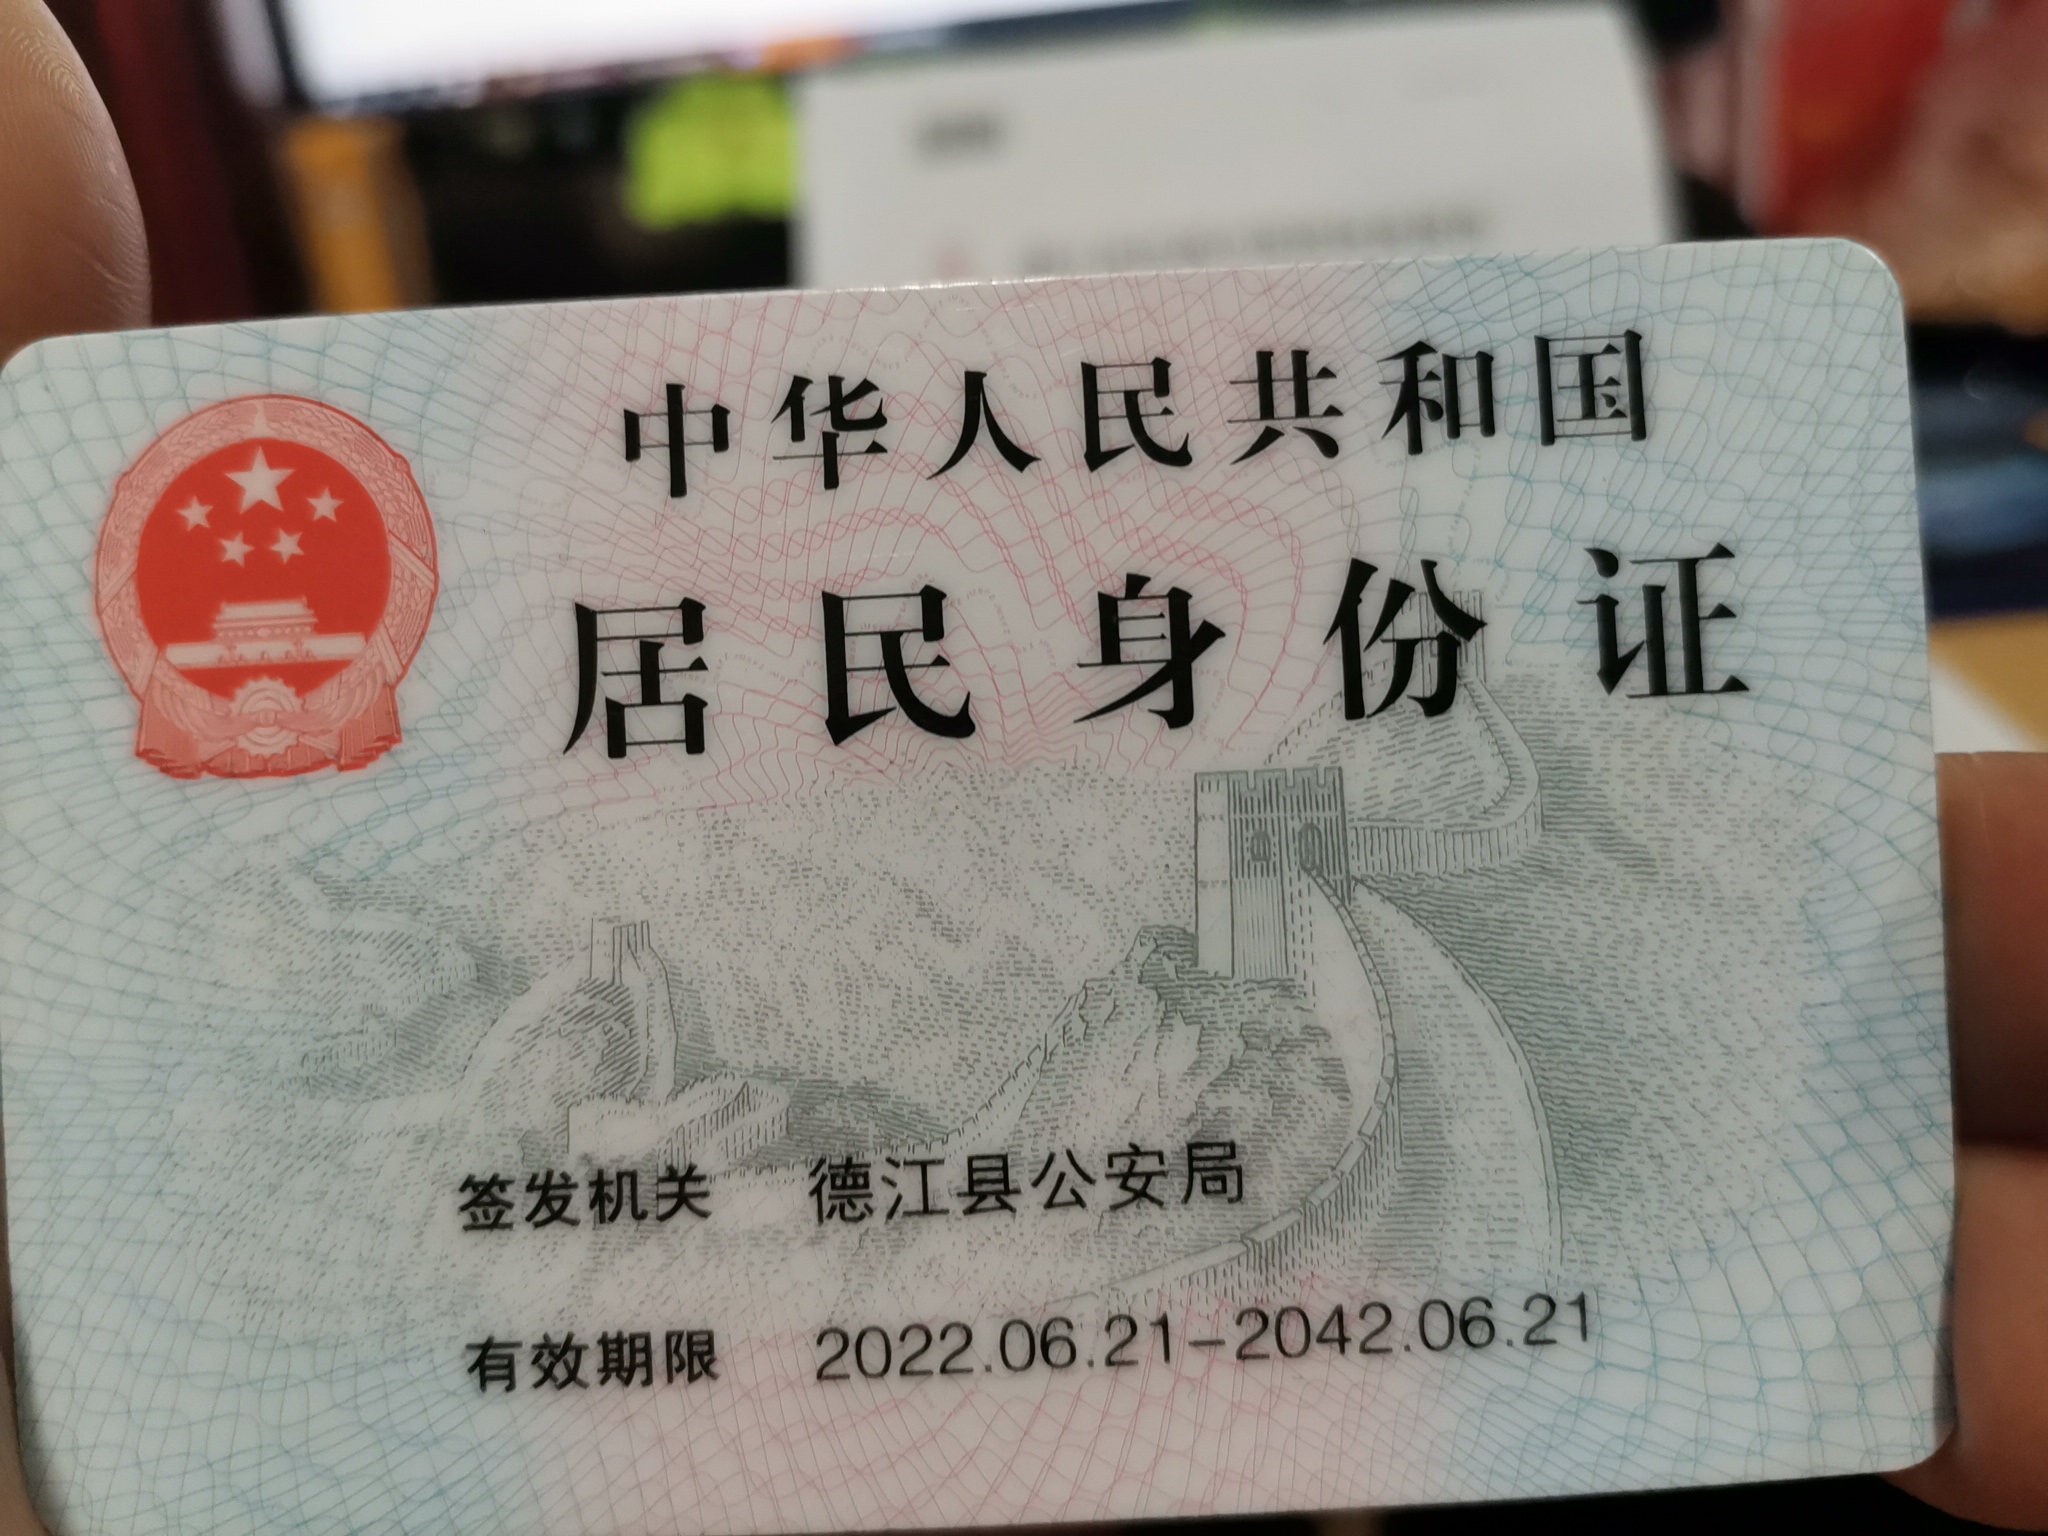 中华人民共和国
居民身份证
签发机关 德江县公安局
有效期限 2022.06.21-2042.06.21